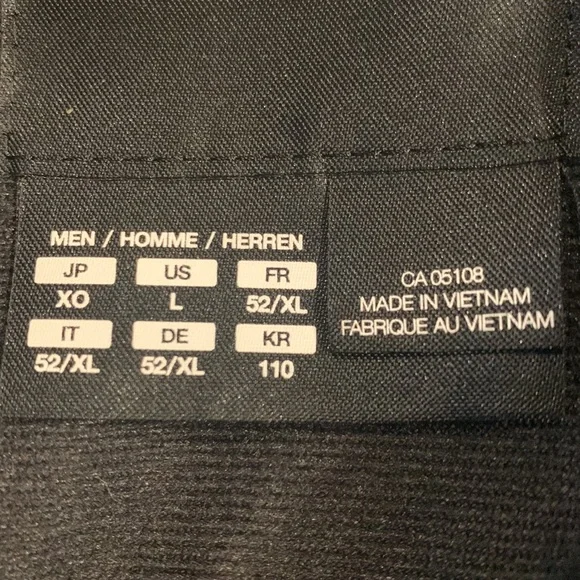 MEN / HOMME / HERREN
JP US FR
XO L 52/XL
IT DE KR
52/XL 52/XL 110
CA 05108
MADE IN VIETNAM
FABRIQUE AU VIETNAM